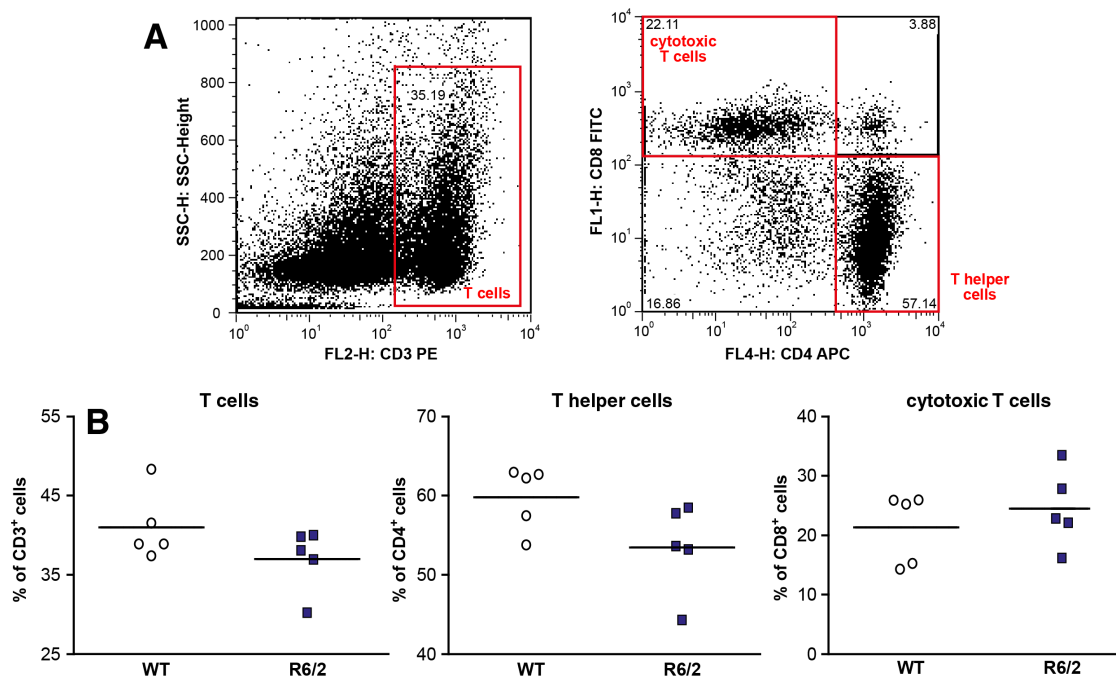 A
1000
800
600
400
200
0
SSC-H: SSC-Height
35.19
T cells
10^0
10^1
10^2
10^3
10^4
FL2-H: CD3 PE
10^4
10^3
10^2
10^1
10^0
FL1-H: CD8 FITC
22.11
3.88
cytotoxic
T cells
16.86
57.14
T helper
cells
10^0
10^1
10^2
10^3
10^4
FL4-H: CD4 APC
B
T cells
55
45
35
25
% of CD3⁺ cells
WT
R6/2
T helper cells
70
60
50
40
% of CD4⁺ cells
WT
R6/2
cytotoxic T cells
40
30
20
10
0
% of CD8⁺ cells
WT
R6/2